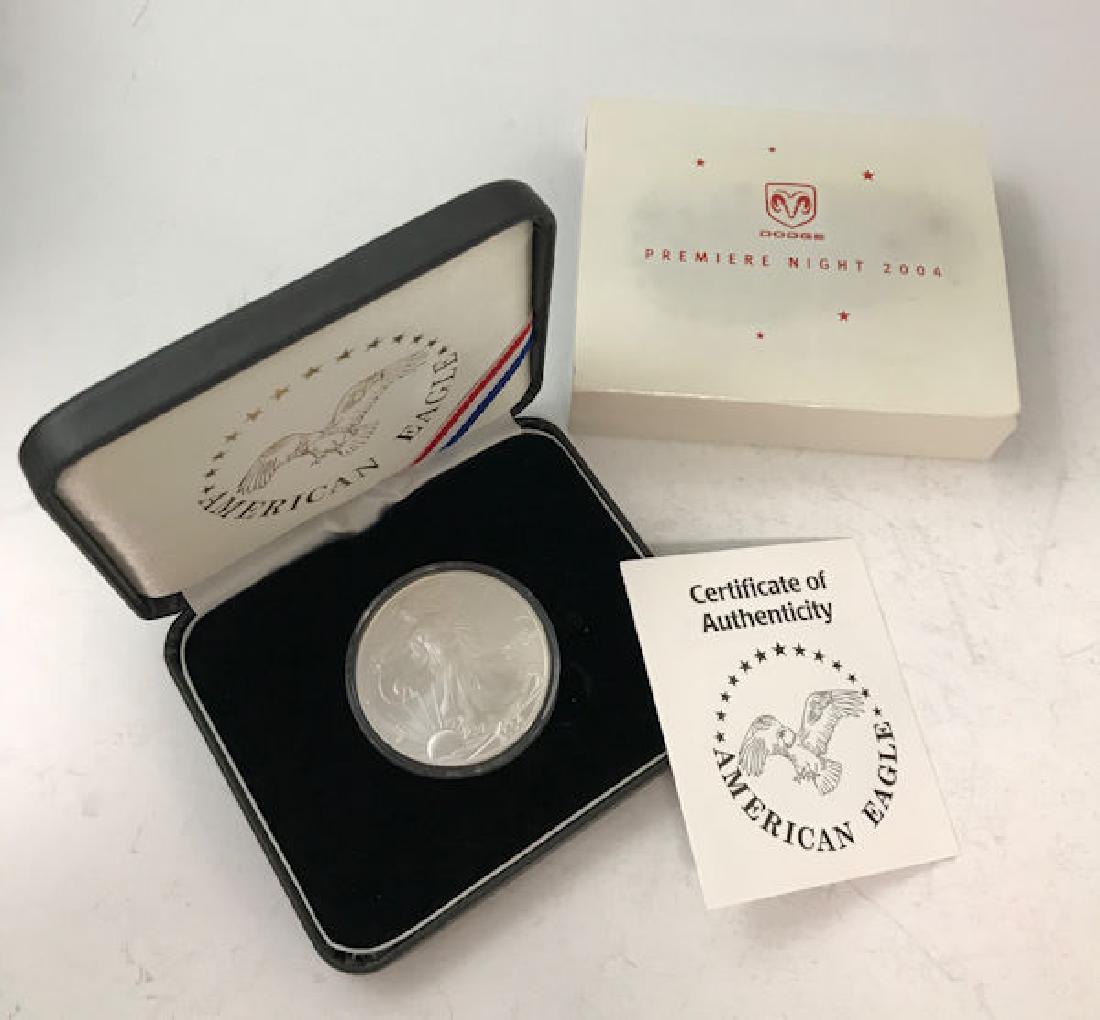 DODGE
PREMIERE NIGHT 2004
AMERICAN EAGLE
Certificate of
Authenticity
AMERICAN EAGLE